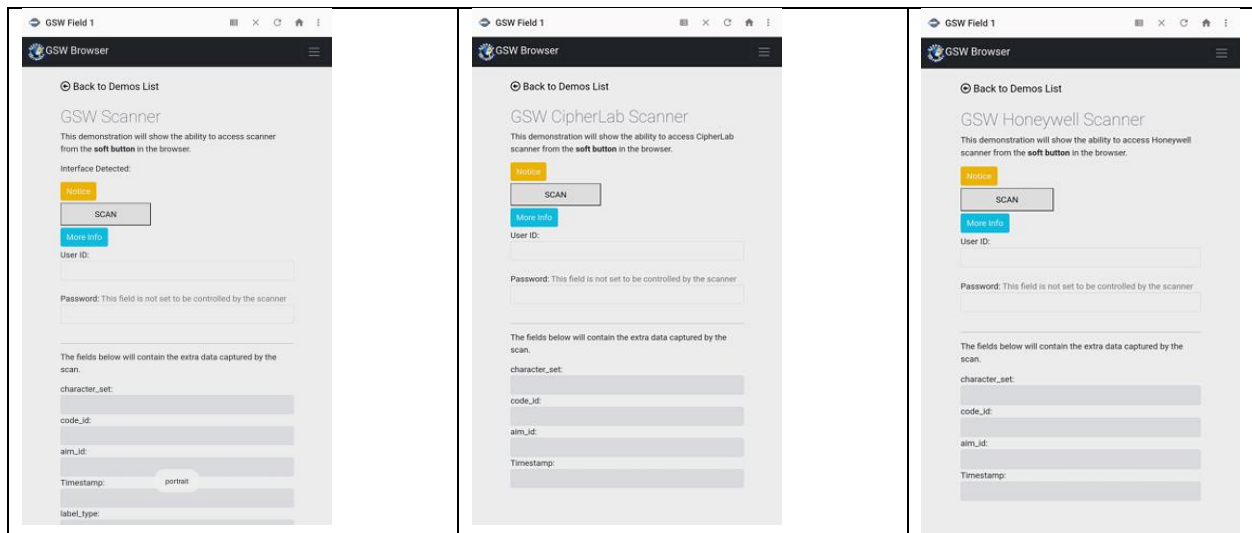 GSW Field 1
GSW Browser
Back to Demos List
GSW Scanner
This demonstration will show the ability to access scanner
from the soft button in the browser.
Interface Detected:
Notice
SCAN
More Info
User ID:
Password: This field is not set to be controlled by the scanner
The fields below will contain the extra data captured by the
scan.
character_set:
code_id:
aim_id:
Timestamp:
portrait
label_type:
GSW Field 1
GSW Browser
Back to Demos List
GSW CipherLab Scanner
This demonstration will show the ability to access CipherLab
scanner from the soft button in the browser.
Notice
SCAN
More Info
User ID:
Password: This field is not set to be controlled by the scanner
The fields below will contain the extra data captured by the
scan.
character_set:
code_id:
aim_id:
Timestamp:
GSW Field 1
GSW Browser
Back to Demos List
GSW Honeywell Scanner
This demonstration will show the ability to access Honeywell
scanner from the soft button in the browser.
Notice
SCAN
More Info
User ID:
Password: This field is not set to be controlled by the scanner
The fields below will contain the extra data captured by the
scan.
character_set:
code_id:
aim_id:
Timestamp: